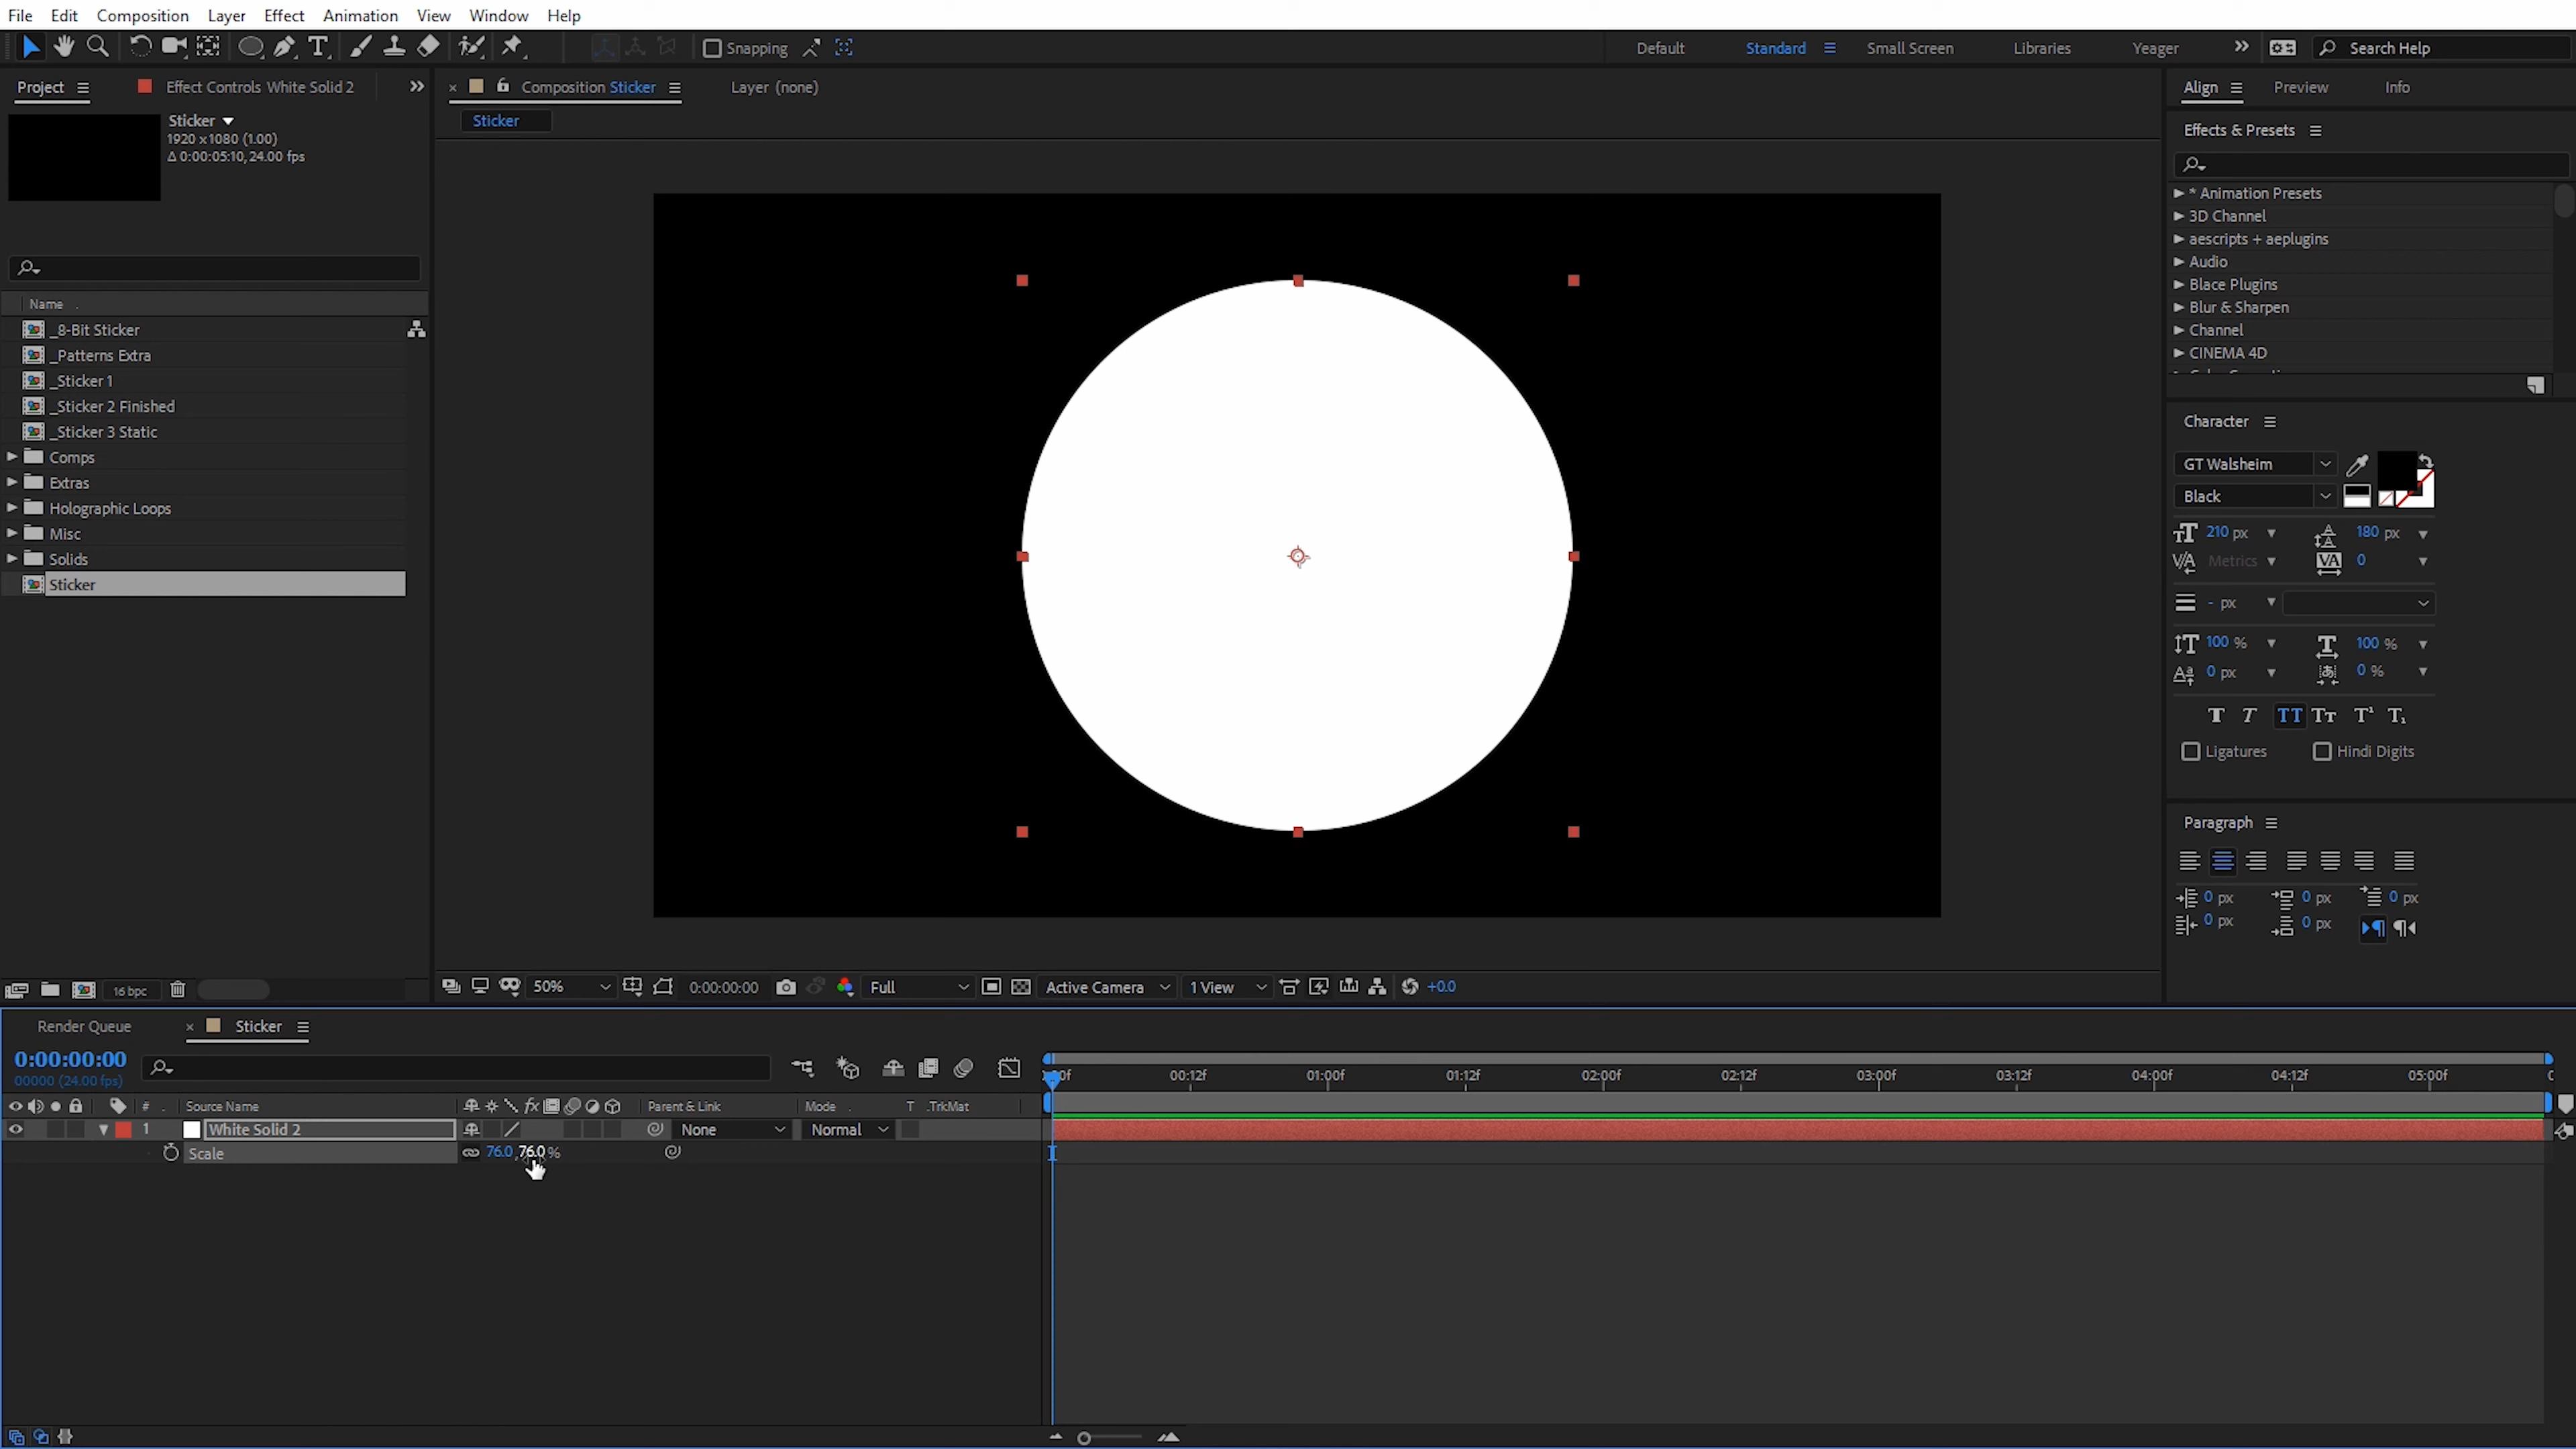 File Edit Composition Layer Effect Animation View Window Help
Snapping Default Standard Small Screen Libraries Yeager Search Help
Project Effect Controls White Solid 2
Sticker
1920 x1080 (1.00)
Δ 0:00:05:10, 24.00 fps
Name
_8-Bit Sticker
_Patterns Extra
_Sticker 1
_Sticker 2 Finished
_Sticker 3 Static
Comps
Extras
Holographic Loops
Misc
Solids
Sticker
16 bpc
Composition Sticker Layer (none)
Sticker
50% 0:00:00:00 Full Active Camera 1 View +0.0
Align Preview Info
Effects & Presets
* Animation Presets
3D Channel
aescripts + aeplugins
Audio
Blace Plugins
Blur & Sharpen
Channel
CINEMA 4D
Character
GT Walsheim
Black
210 px 180 px
Metrics 0
- px
100 % 100 %
0 px 0 %
Ligatures Hindi Digits
Paragraph
0 px 0 px 0 px
0 px 0 px
Render Queue Sticker
0:00:00:00
00000 (24.00 fps)
00:12f 01:00f 01:12f 02:00f 02:12f 03:00f 03:12f 04:00f 04:12f 05:00f
# Source Name Parent & Link Mode T .TrkMat
1 White Solid 2 None Normal
Scale 76.0, 76.0 %